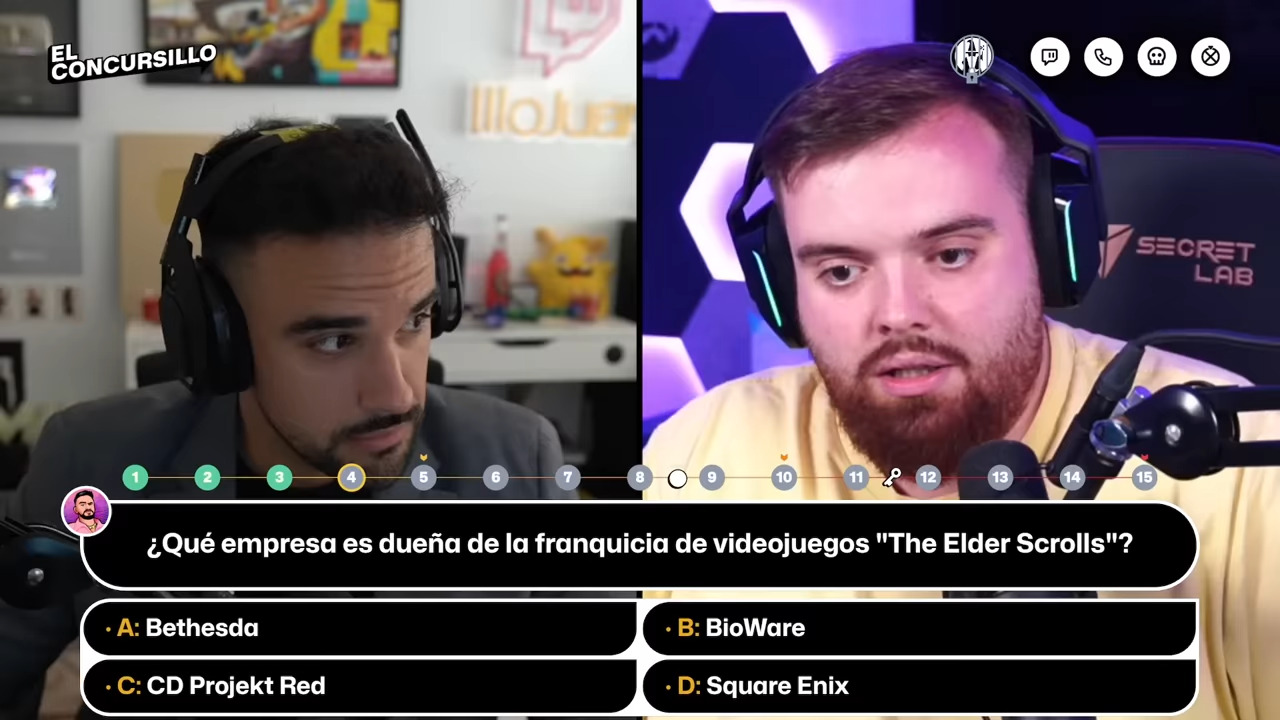 EL
CONCURSILLO
IlloJuan
SECRET
LAB
1 2 3 4 5 6 7 8 9 10 11 12 13 14 15
¿Qué empresa es dueña de la franquicia de videojuegos "The Elder Scrolls"?
· A: Bethesda
· B: BioWare
· C: CD Projekt Red
· D: Square Enix